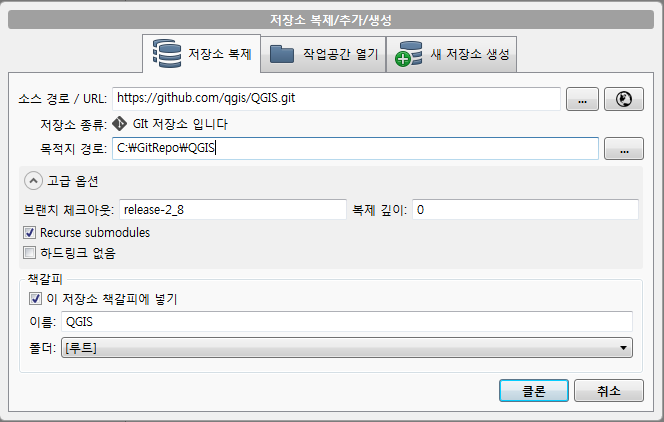 저장소 복제/추가/생성
저장소 복제 작업공간 열기 새 저장소 생성
소스 경로 / URL: https://github.com/qgis/QGIS.git ...
저장소 종류: GIt 저장소 입니다
목적지 경로: C:₩GitRepo₩QGIS ...
고급 옵션
브랜치 체크아웃: release-2_8 복제 깊이: 0
Recurse submodules
하드링크 없음
책갈피
이 저장소 책갈피에 넣기
이름: QGIS
폴더: [루트]
클론 취소